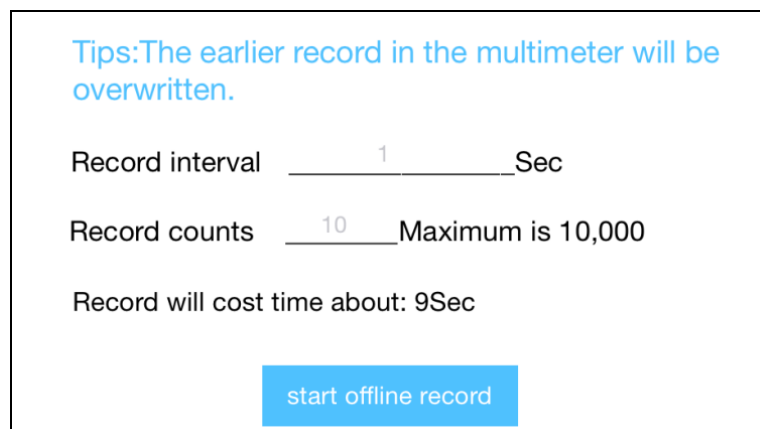 Tips:The earlier record in the multimeter will be
overwritten.
Record interval 1 Sec
Record counts 10 Maximum is 10,000
Record will cost time about: 9Sec
start offline record